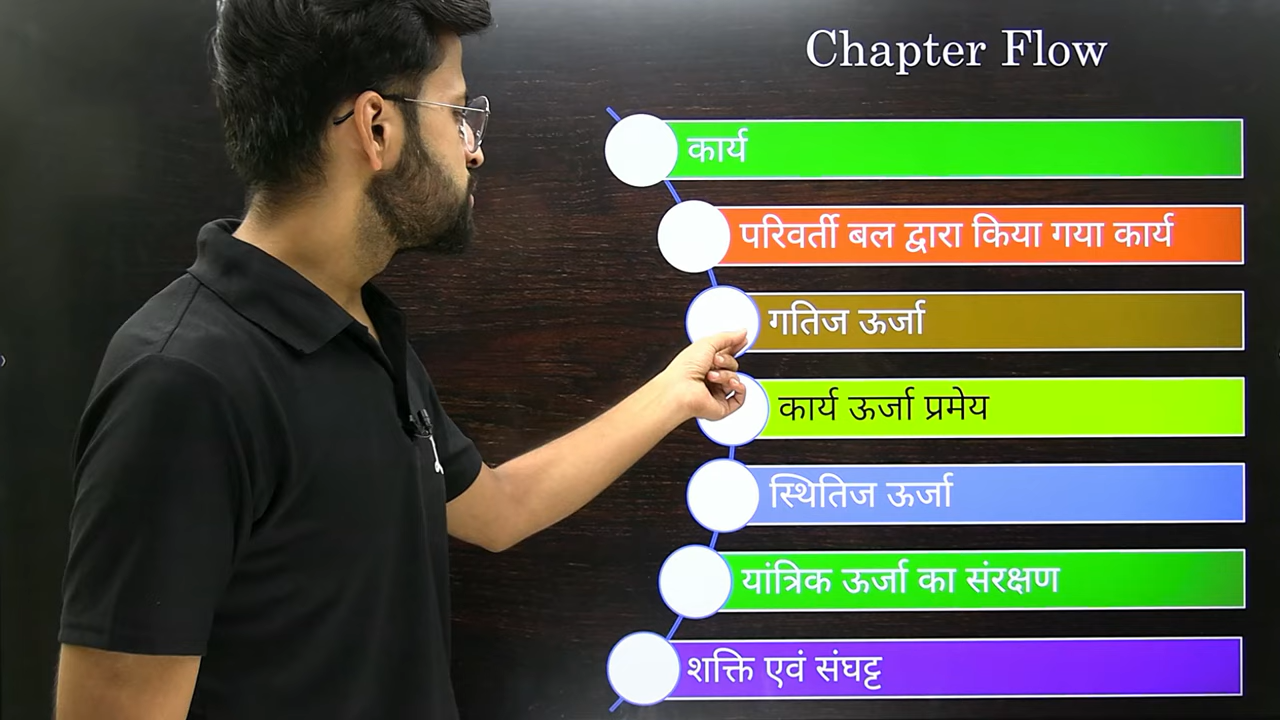 Chapter Flow
कार्य
परिवर्ती बल द्वारा किया गया कार्य
गतिज ऊर्जा
कार्य ऊर्जा प्रमेय
स्थितिज ऊर्जा
यांत्रिक ऊर्जा का संरक्षण
शक्ति एवं संघट्ट